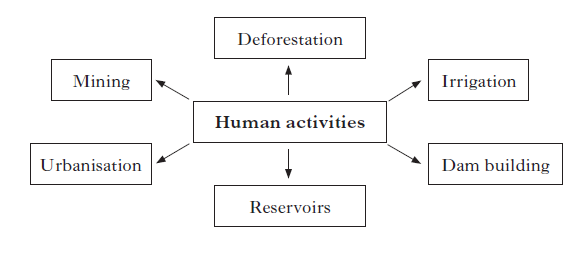 Deforestation
Mining
Irrigation
Human activities
Urbanisation
Dam building
Reservoirs